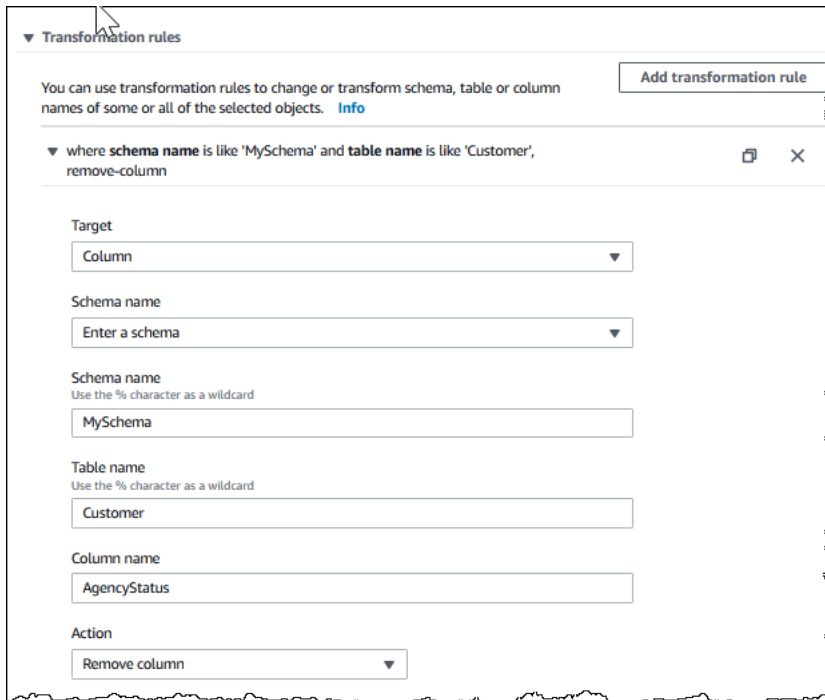 Transformation rules
You can use transformation rules to change or transform schema, table or column
names of some or all of the selected objects. Info
Add transformation rule
where schema name is like 'MySchema' and table name is like 'Customer',
remove-column
Target
Column
Schema name
Enter a schema
Schema name
Use the % character as a wildcard
MySchema
Table name
Use the % character as a wildcard
Customer
Column name
AgencyStatus
Action
Remove column